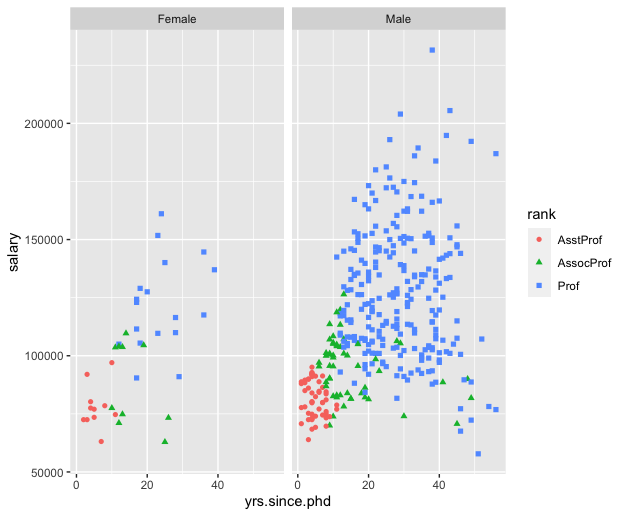 Female Male
200000
150000
100000
50000
salary
0 20 40 0 20 40
yrs.since.phd
rank
AsstProf
AssocProf
Prof